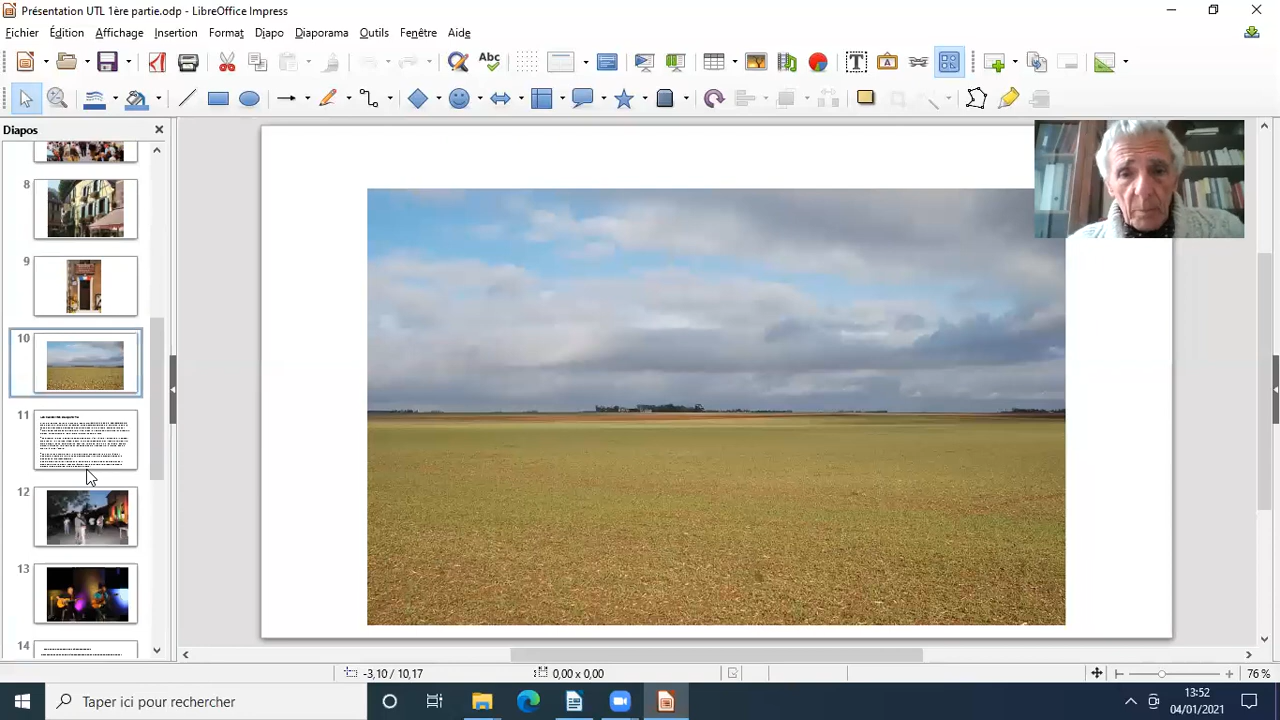 Présentation UTL 1ère partie.odp - LibreOffice Impress
Fichier Édition Affichage Insertion Format Diapo Diaporama Outils Fenêtre Aide
Abc
Diapos
8
9
10
11
12
13
14
-3,10 / 10,17 0,00 x 0,00 76 %
Taper ici pour rechercher
13:52
04/01/2021